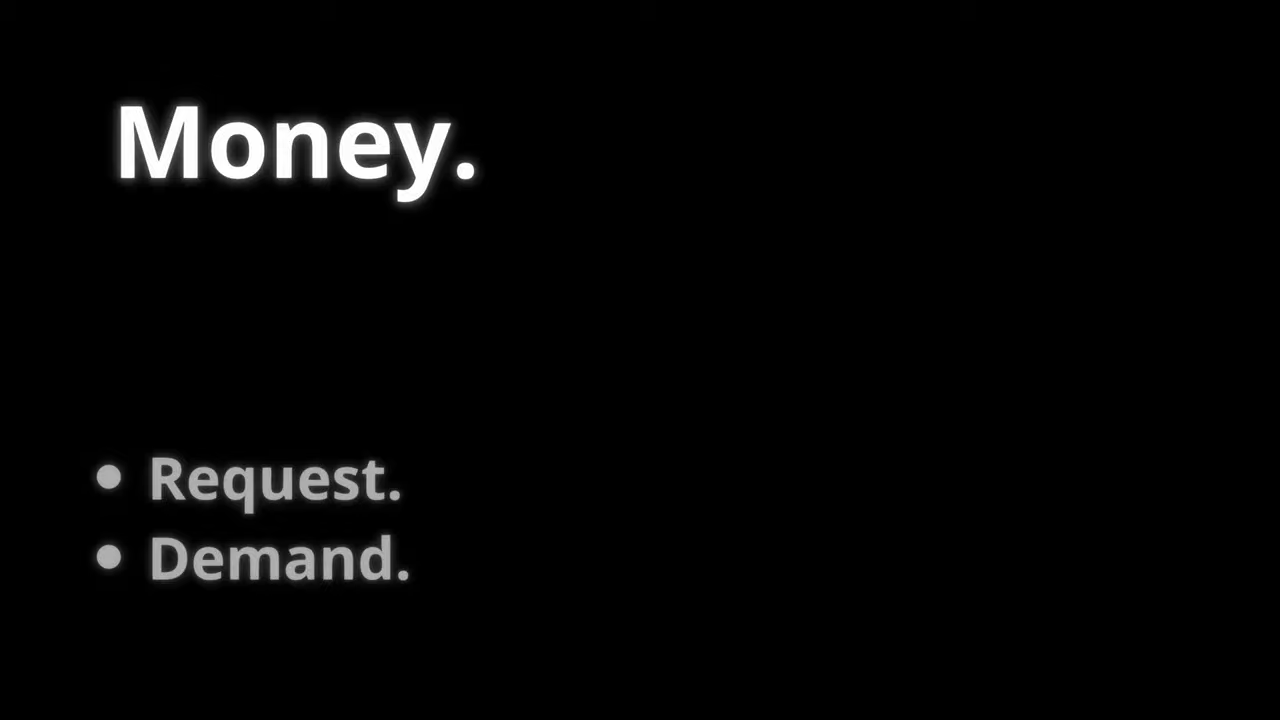 Money.
• Request.
• Demand.